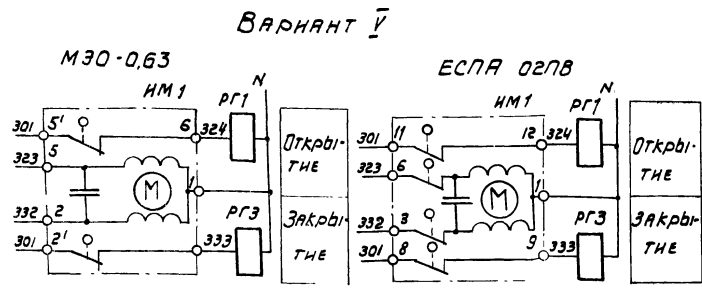 Вариант V
МЭО-0,63
ИМ1
N
РГ1
301
5'
6
324
323
5
М
1
332
2
301
2'
333
РГ3
Откры-
тие
Закры-
тие
ЕСПА 02ПВ
ИМ1
N
РГ1
301
11
12
324
323
6
М
1
332
3
301
8
9
333
РГ3
Откры-
тие
Закры-
тие